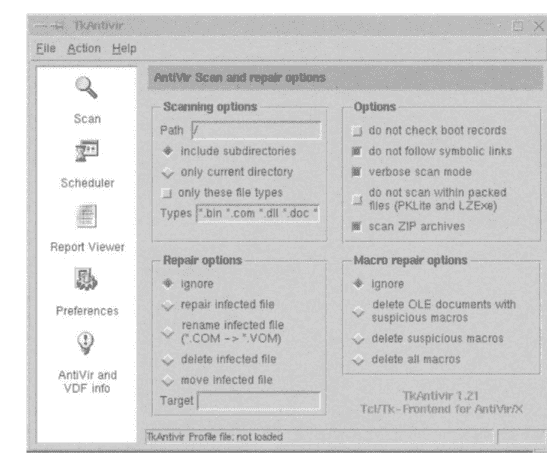 TkAntivir
File Action Help
Scan
Scheduler
Report Viewer
Preferences
AntiVir and
VDF info
AntiVir Scan and repair options
Scanning options
Path /
include subdirectories
only current directory
only these file types
Types *.bin *.com *.dll *.doc *
Options
do not check boot records
do not follow symbolic links
verbose scan mode
do not scan within packed
files (PKLite and LZExe)
scan ZIP archives
Repair options
ignore
repair infected file
rename infected file
(*.COM -> *.VOM)
delete infected file
move infected file
Target
Macro repair options
ignore
delete OLE documents with
suspicious macros
delete suspicious macros
delete all macros
TkAntivir 1.21
Tcl/Tk-Frontend for AntiVir/X
TkAntivir Profile file: not loaded